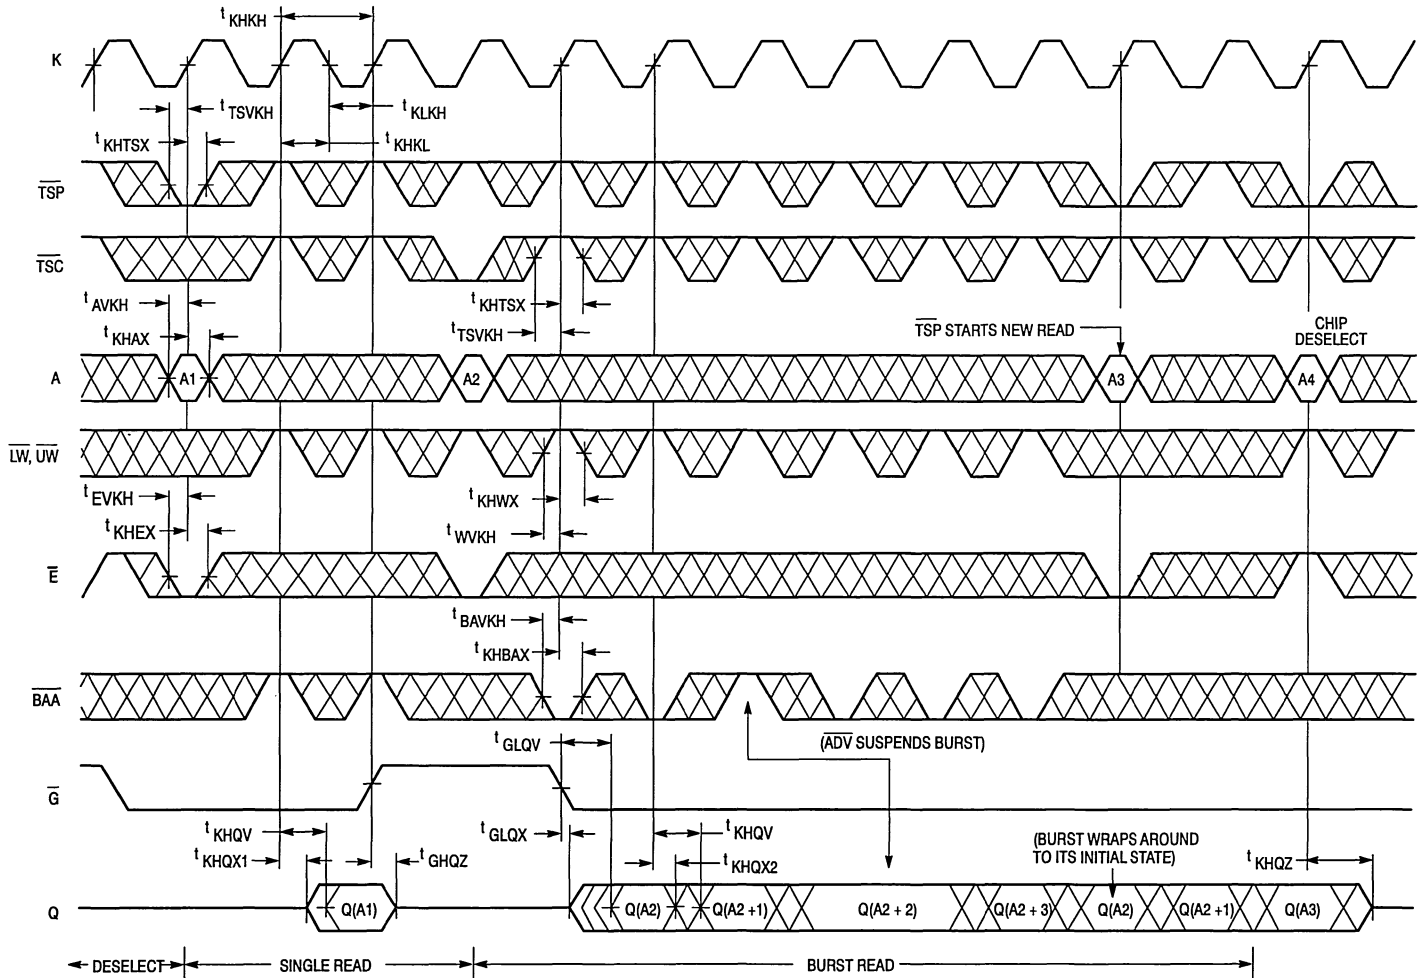 t KHKH
K
t TSVKH
t KLKH
t KHTSX
t KHKL
TSP
TSC
t AVKH
t KHTSX
t KHAX
t TSVKH
TSP STARTS NEW READ
CHIP
DESELECT
A
A1
A2
A3
A4
LW, UW
t EVKH
t KHWX
t KHEX
t WVKH
E
t BAVKH
t KHBAX
BAA
t GLQV
(ADV SUSPENDS BURST)
G
t KHQV
t GLQX
t KHQV
(BURST WRAPS AROUND
TO ITS INITIAL STATE)
t KHQX1
t GHQZ
t KHQX2
t KHQZ
Q
Q(A1)
Q(A2)
Q(A2 +1)
Q(A2 + 2)
Q(A2 + 3)
Q(A2)
Q(A2 +1)
Q(A3)
DESELECT
SINGLE READ
BURST READ